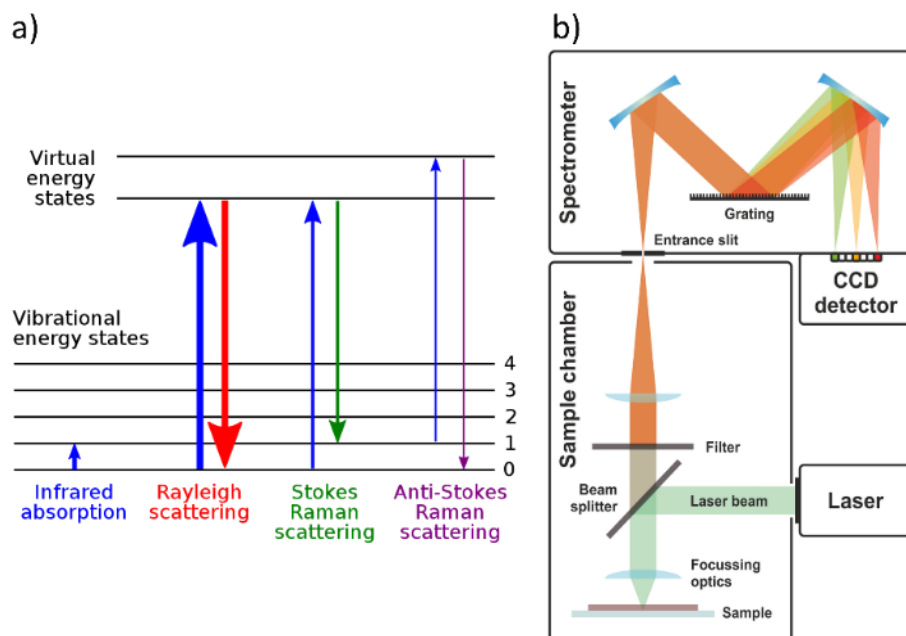 a)
Virtual
energy
states
Vibrational
energy states
4
3
2
1
0
Infrared
absorption
Rayleigh
scattering
Stokes
Raman
scattering
Anti-Stokes
Raman
scattering
b)
Spectrometer
Grating
Entrance slit
CCD
detector
Sample chamber
Filter
Beam
splitter
Laser beam
Laser
Focussing
optics
Sample